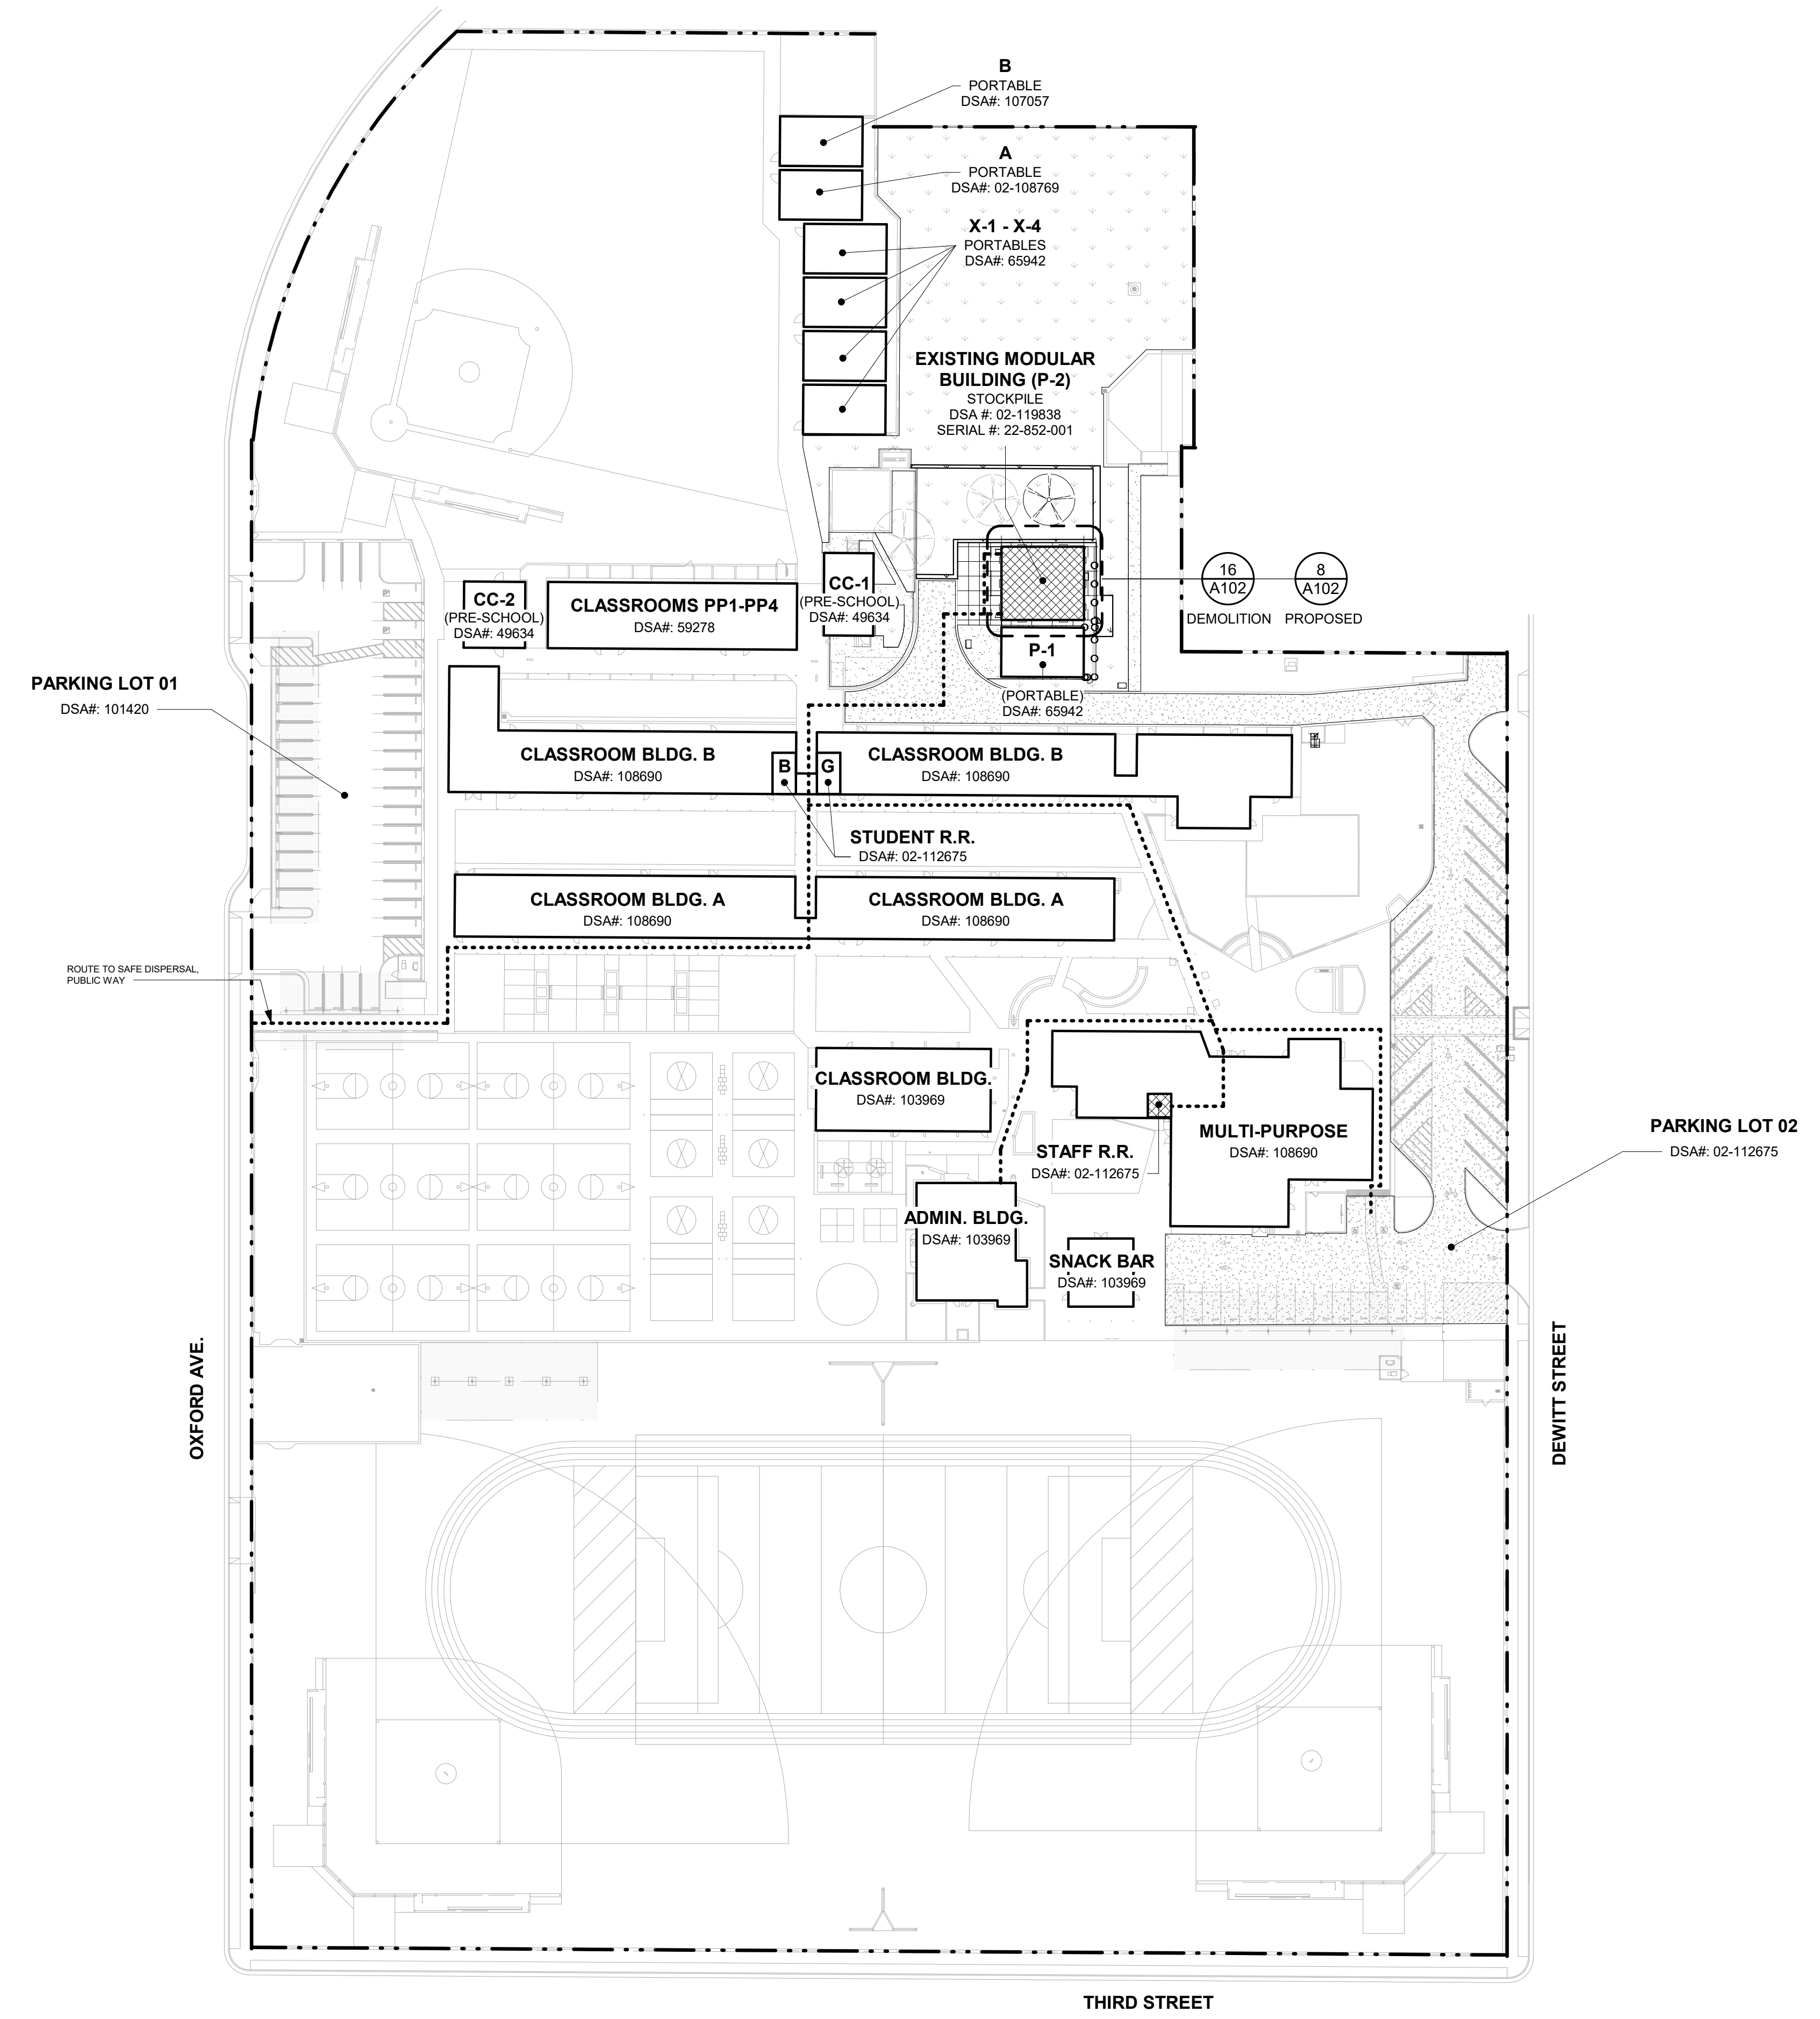 B
PORTABLE
DSA#: 107057
A
PORTABLE
DSA#: 02-108769
X-1 - X-4
PORTABLES
DSA#: 65942
EXISTING MODULAR
BUILDING (P-2)
STOCKPILE
DSA #: 02-119838
SERIAL #: 22-852-001
16
A102
DEMOLITION
8
A102
PROPOSED
CC-2
(PRE-SCHOOL)
DSA#: 49634
CLASSROOMS PP1-PP4
DSA#: 59278
CC-1
(PRE-SCHOOL)
DSA#: 49634
P-1
(PORTABLE)
DSA#: 65942
PARKING LOT 01
DSA#: 101420
CLASSROOM BLDG. B
DSA#: 108690
B
G
CLASSROOM BLDG. B
DSA#: 108690
STUDENT R.R.
DSA#: 02-112675
CLASSROOM BLDG. A
DSA#: 108690
CLASSROOM BLDG. A
DSA#: 108690
ROUTE TO SAFE DISPERSAL,
PUBLIC WAY
CLASSROOM BLDG.
DSA#: 103969
STAFF R.R.
DSA#: 02-112675
MULTI-PURPOSE
DSA#: 108690
PARKING LOT 02
DSA#: 02-112675
ADMIN. BLDG.
DSA#: 103969
SNACK BAR
DSA#: 103969
OXFORD AVE.
DEWITT STREET
THIRD STREET